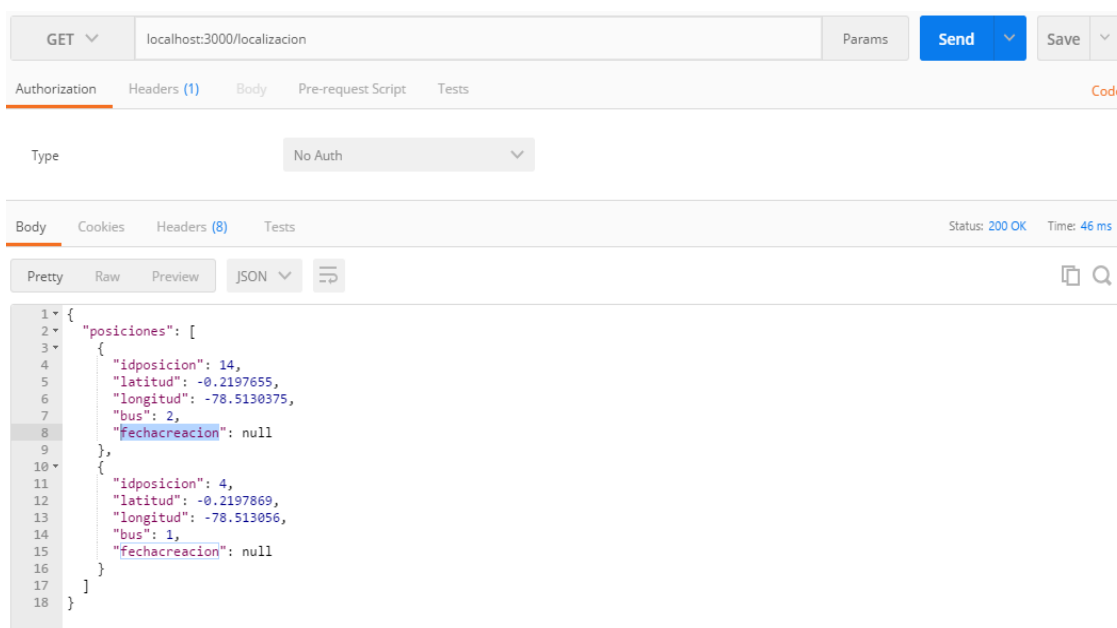 GET localhost:3000/localizacion Params Send Save
Authorization Headers (1) Body Pre-request Script Tests Code
Type No Auth
Body Cookies Headers (8) Tests Status: 200 OK Time: 46 ms
Pretty Raw Preview JSON
1 {
2 "posiciones": [
3 {
4 "idposicion": 14,
5 "latitud": -0.2197655,
6 "longitud": -78.5130375,
7 "bus": 2,
8 "fechacreacion": null
9 },
10 {
11 "idposicion": 4,
12 "latitud": -0.2197869,
13 "longitud": -78.513056,
14 "bus": 1,
15 "fechacreacion": null
16 }
17 ]
18 }